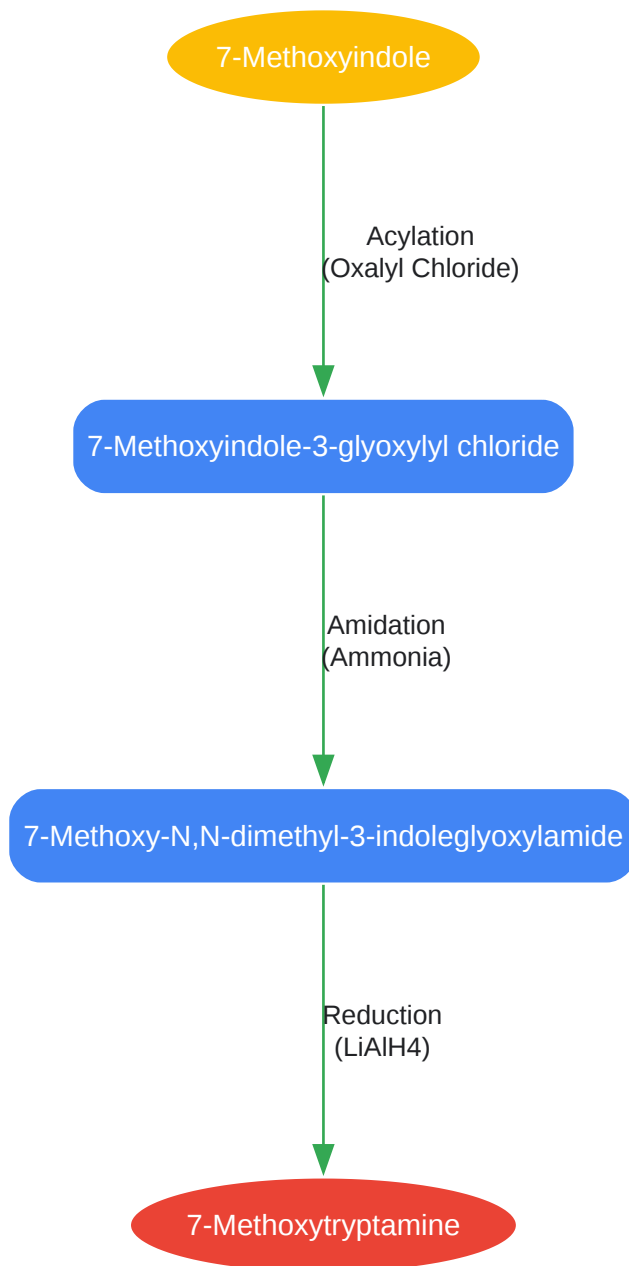 7-Methoxyindole
Acylation
(Oxalyl Chloride)
7-Methoxyindole-3-glyoxylyl chloride
Amidation
(Ammonia)
7-Methoxy-N,N-dimethyl-3-indoleglyoxylamide
Reduction
(LiAlH4)
7-Methoxytryptamine